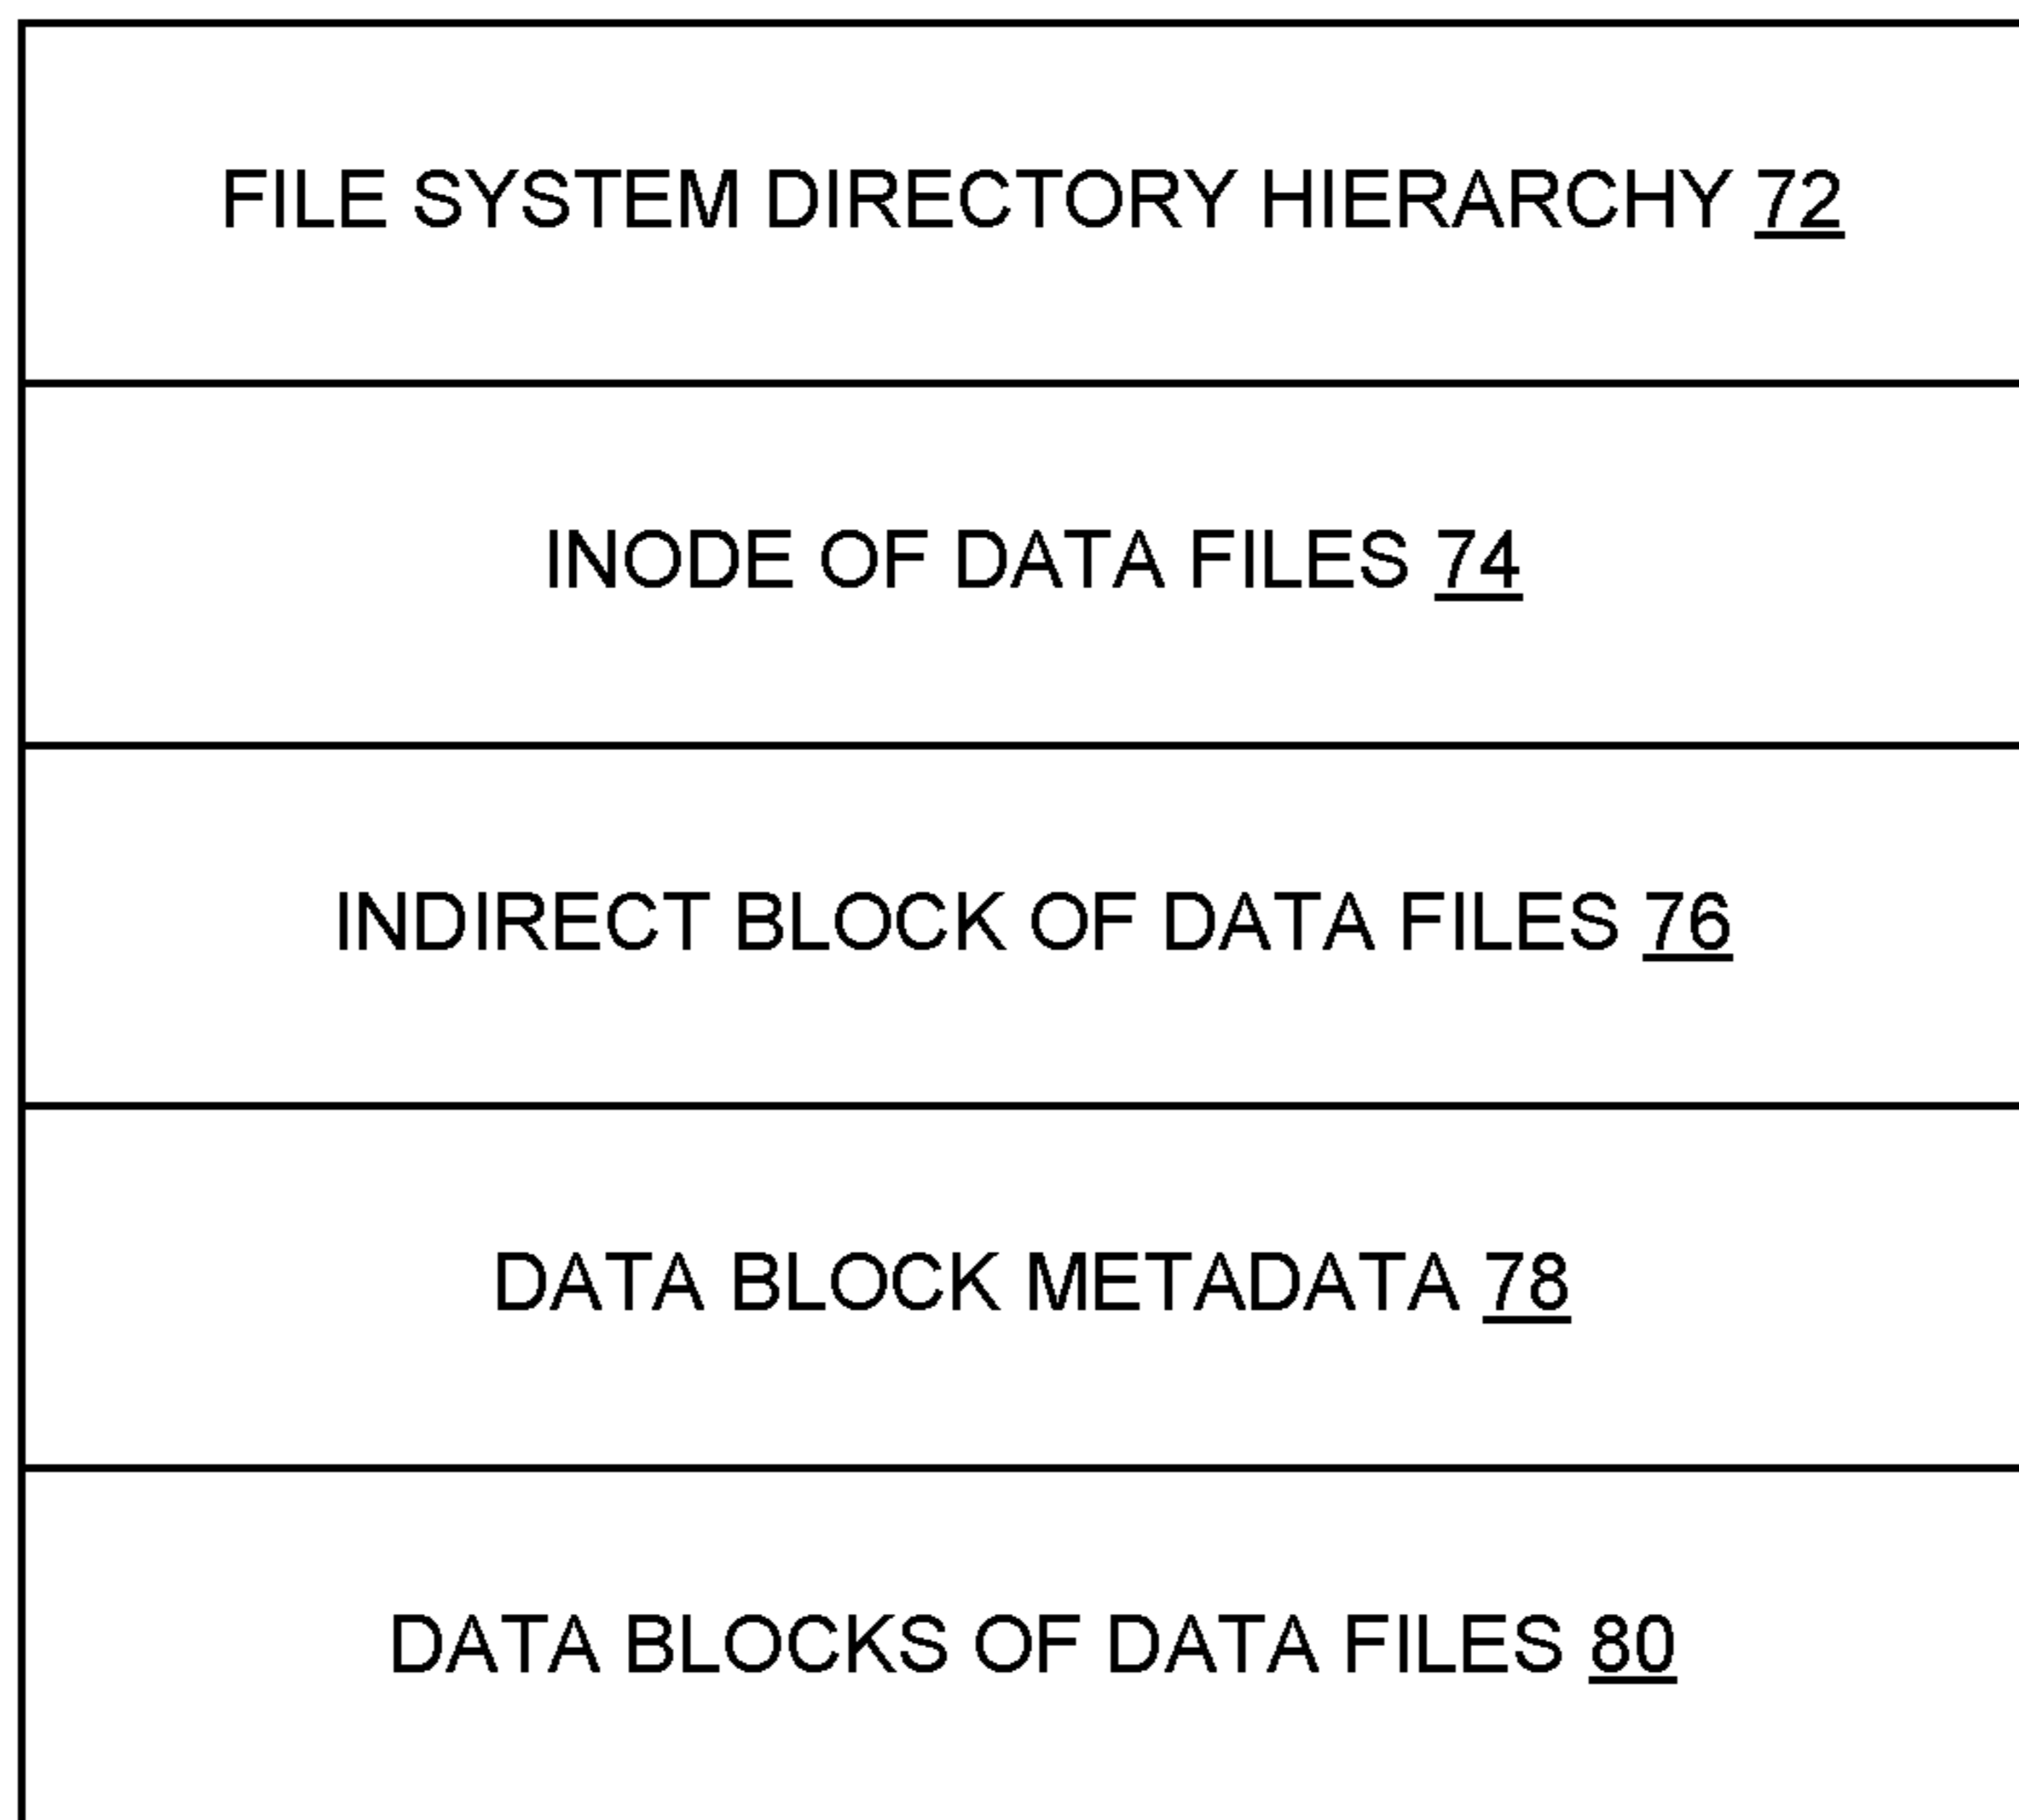 FILE SYSTEM DIRECTORY HIERARCHY 72
INODE OF DATA FILES 74
INDIRECT BLOCK OF DATA FILES 76
DATA BLOCK METADATA 78
DATA BLOCKS OF DATA FILES 80